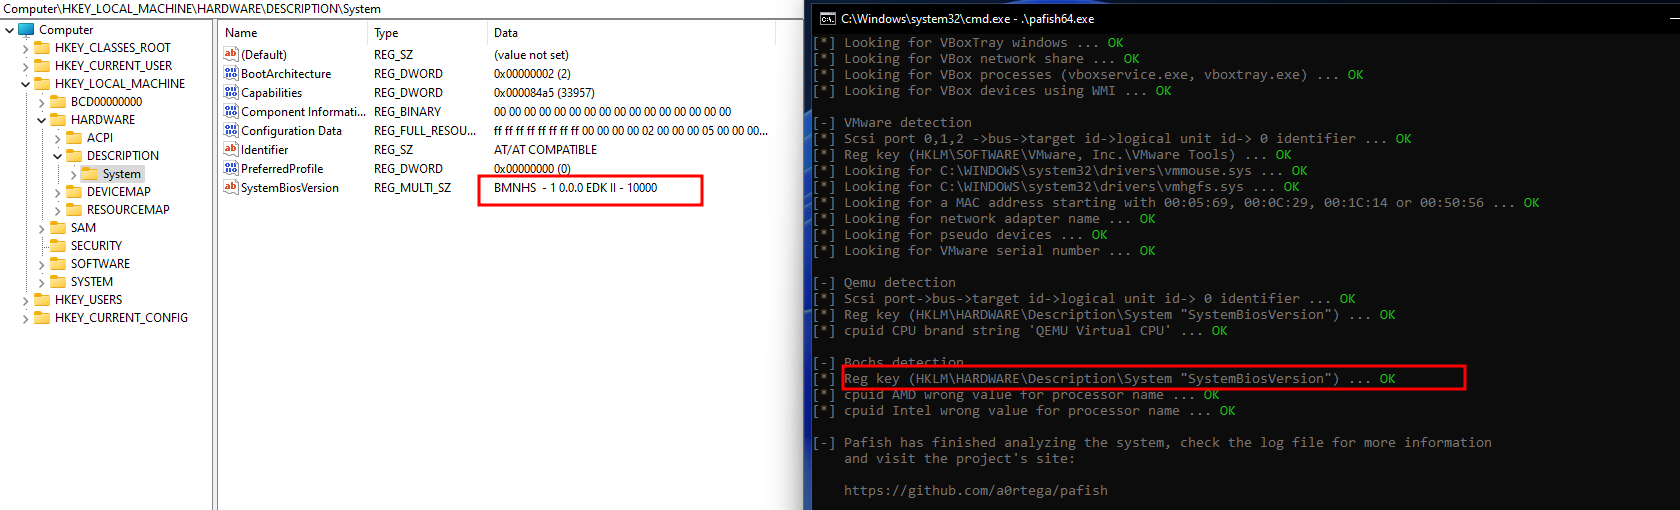 Computer\HKEY_LOCAL_MACHINE\HARDWARE\DESCRIPTION\System
Computer
HKEY_CLASSES_ROOT
HKEY_CURRENT_USER
HKEY_LOCAL_MACHINE
BCD00000000
HARDWARE
ACPI
DESCRIPTION
System
DEVICEMAP
RESOURCEMAP
SAM
SECURITY
SOFTWARE
SYSTEM
HKEY_USERS
HKEY_CURRENT_CONFIG
Name Type Data
(Default) REG_SZ (value not set)
BootArchitecture REG_DWORD 0x00000002 (2)
Capabilities REG_DWORD 0x000084a5 (33957)
Component Informati... REG_BINARY 00 00 00 00 00 00 00 00 00 00 00 00 00 00 00 00
Configuration Data REG_FULL_RESOU... ff ff ff ff ff ff ff ff 00 00 00 00 02 00 00 00 05 00 00 00...
Identifier REG_SZ AT/AT COMPATIBLE
PreferredProfile REG_DWORD 0x00000000 (0)
SystemBiosVersion REG_MULTI_SZ BMNHS - 1 0.0.0 EDK II - 10000
C:\Windows\system32\cmd.exe - .\pafish64.exe
[*] Looking for VBoxTray windows ... OK
[*] Looking for VBox network share ... OK
[*] Looking for VBox processes (vboxservice.exe, vboxtray.exe) ... OK
[*] Looking for VBox devices using WMI ... OK
[-] VMware detection
[*] Scsi port 0,1,2 ->bus->target id->logical unit id-> 0 identifier ... OK
[*] Reg key (HKLM\SOFTWARE\VMware, Inc.\VMware Tools) ... OK
[*] Looking for C:\WINDOWS\system32\drivers\vmmouse.sys ... OK
[*] Looking for C:\WINDOWS\system32\drivers\vmhgfs.sys ... OK
[*] Looking for a MAC address starting with 00:05:69, 00:0C:29, 00:1C:14 or 00:50:56 ... OK
[*] Looking for network adapter name ... OK
[*] Looking for pseudo devices ... OK
[*] Looking for VMware serial number ... OK
[-] Qemu detection
[*] Scsi port->bus->target id->logical unit id-> 0 identifier ... OK
[*] Reg key (HKLM\HARDWARE\Description\System "SystemBiosVersion") ... OK
[*] cpuid CPU brand string 'QEMU Virtual CPU' ... OK
[-] Bochs detection
[*] Reg key (HKLM\HARDWARE\Description\System "SystemBiosVersion") ... OK
[*] cpuid AMD wrong value for processor name ... OK
[*] cpuid Intel wrong value for processor name ... OK
[-] Pafish has finished analyzing the system, check the log file for more information
and visit the project's site:
https://github.com/a0rtega/pafish